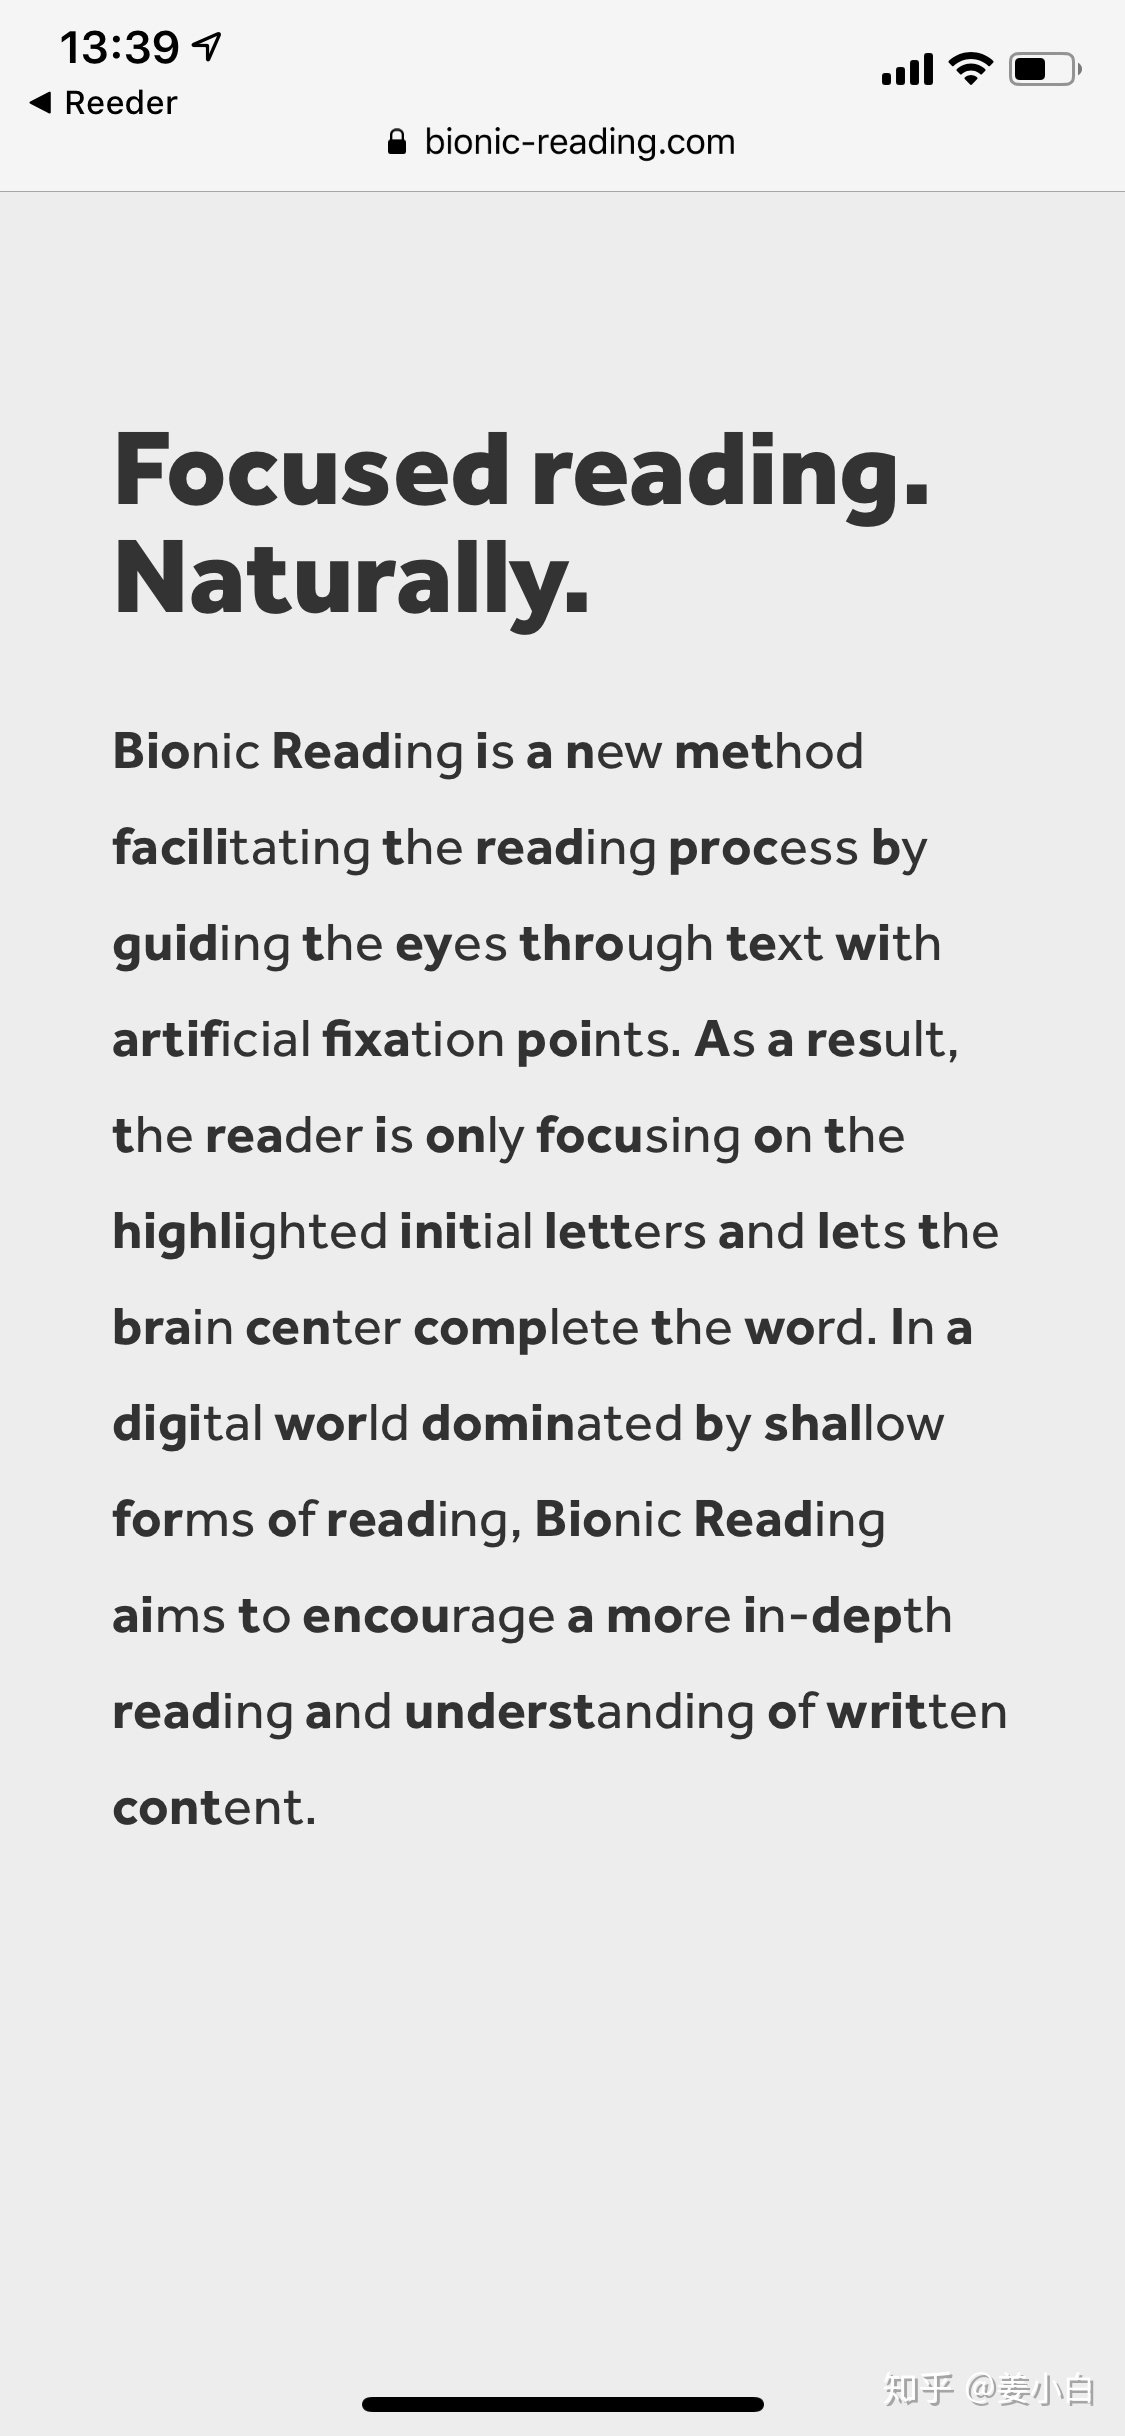 13:39
Reeder
bionic-reading.com
Focused reading.
Naturally.
Bionic Reading is a new method
facilitating the reading process by
guiding the eyes through text with
artificial fixation points. As a result,
the reader is only focusing on the
highlighted initial letters and lets the
brain center complete the word. In a
digital world dominated by shallow
forms of reading, Bionic Reading
aims to encourage a more in-depth
reading and understanding of written
content.
知乎 @姜小白